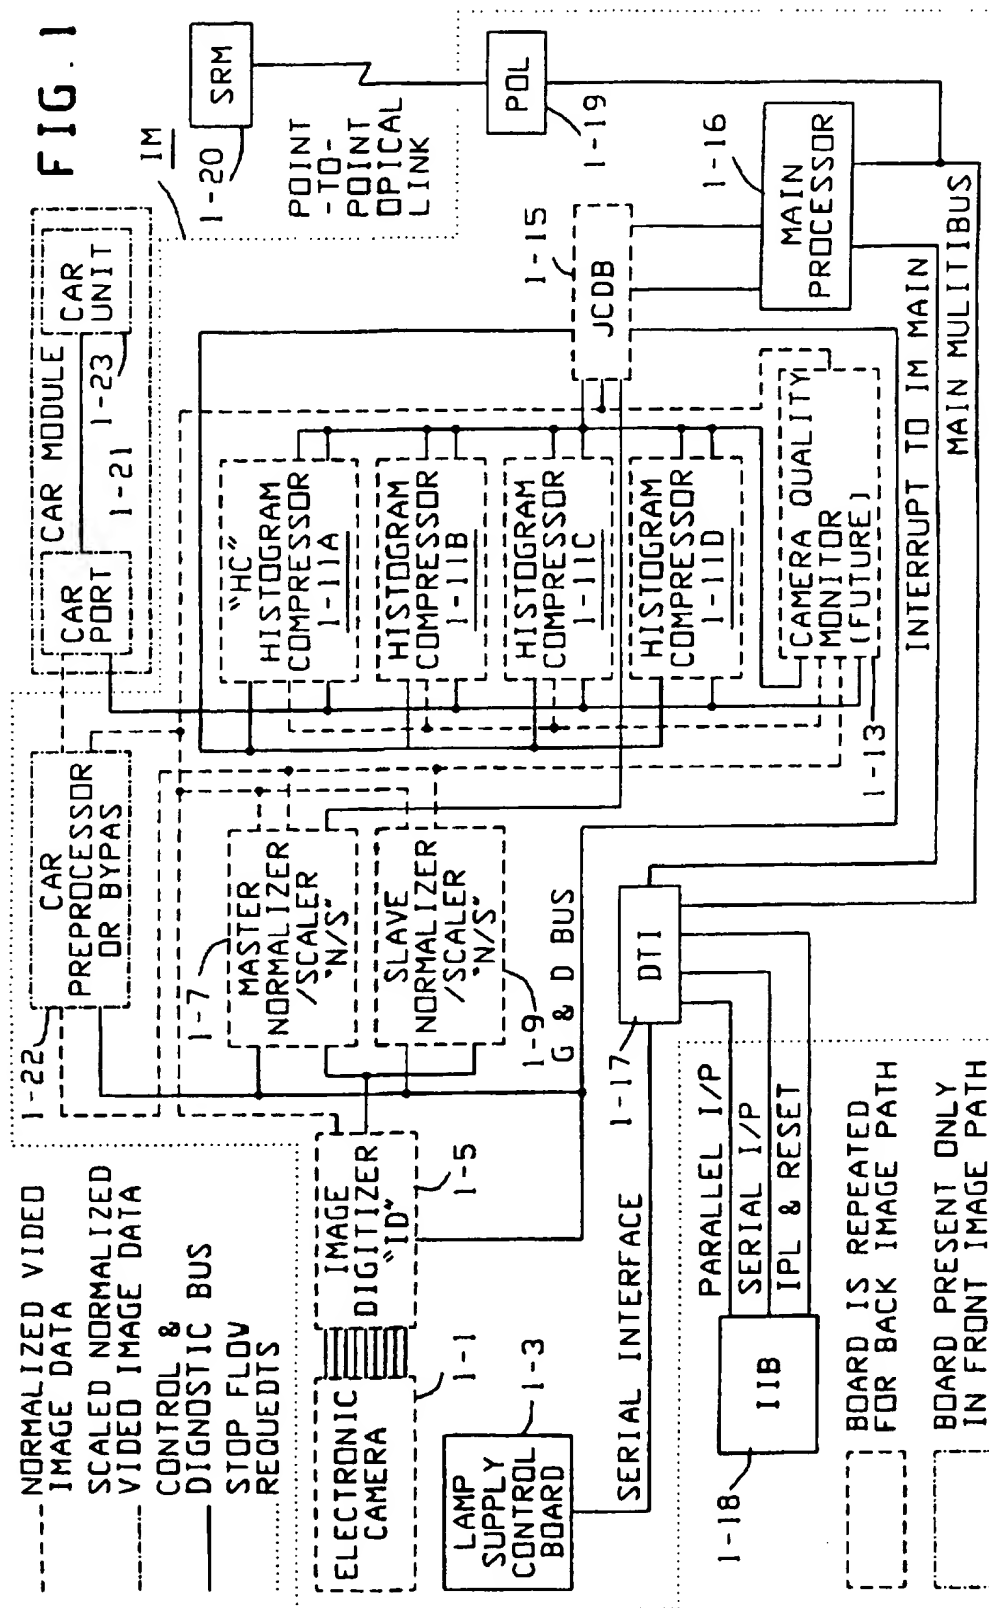 FIG. 1
NORMALIZED VIDEO
IMAGE DATA
SCALED NORMALIZED
VIDEO IMAGE DATA
CONTROL &
DIGNOSTIC BUS
STOP FLOW
REQUEDTS
1-22
CAR
PREPROCESSOR
OR BYPAS
CAR MODULE
CAR
PORT
1-21
CAR
UNIT
1-23
IM
SRM
1-20
POINT
-TO-
POINT
OPTICAL
LINK
POL
1-19
ELECTRONIC
CAMERA
1-1
IMAGE
DIGITIZER
"ID"
1-5
1-7
MASTER
NORMALIZER
/SCALER
"N/S"
SLAVE
NORMALIZER
/SCALER
"N/S"
1-9
G & D BUS
"HC"
HISTOGRAM
COMPRESSOR
1-11A
HISTOGRAM
COMPRESSOR
1-11B
HISTOGRAM
COMPRESSOR
1-11C
HISTOGRAM
COMPRESSOR
1-11D
CAMERA QUALITY
MONITOR
(FUTURE)
1-13
JCDB
1-15
MAIN
PROCESSOR
1-16
LAMP
SUPPLY
CONTROL
BOARD
1-3
SERIAL INTERFACE
1-17
DTI
INTERRUPT TO IM MAIN
MAIN MULITIBUS
PARALLEL I/P
SERIAL I/P
IPL & RESET
IIB
1-18
BOARD IS REPEATED
FOR BACK IMAGE PATH
BOARD PRESENT ONLY
IN FRONT IMAGE PATH